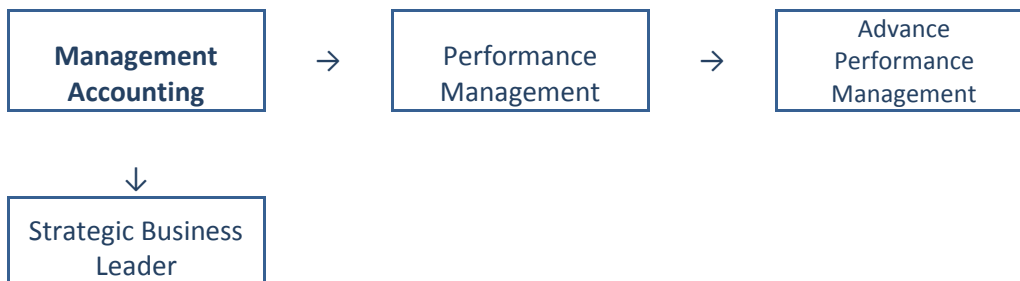 Management
Accounting
→
Performance
Management
→
Advance
Performance
Management
↓
Strategic Business
Leader